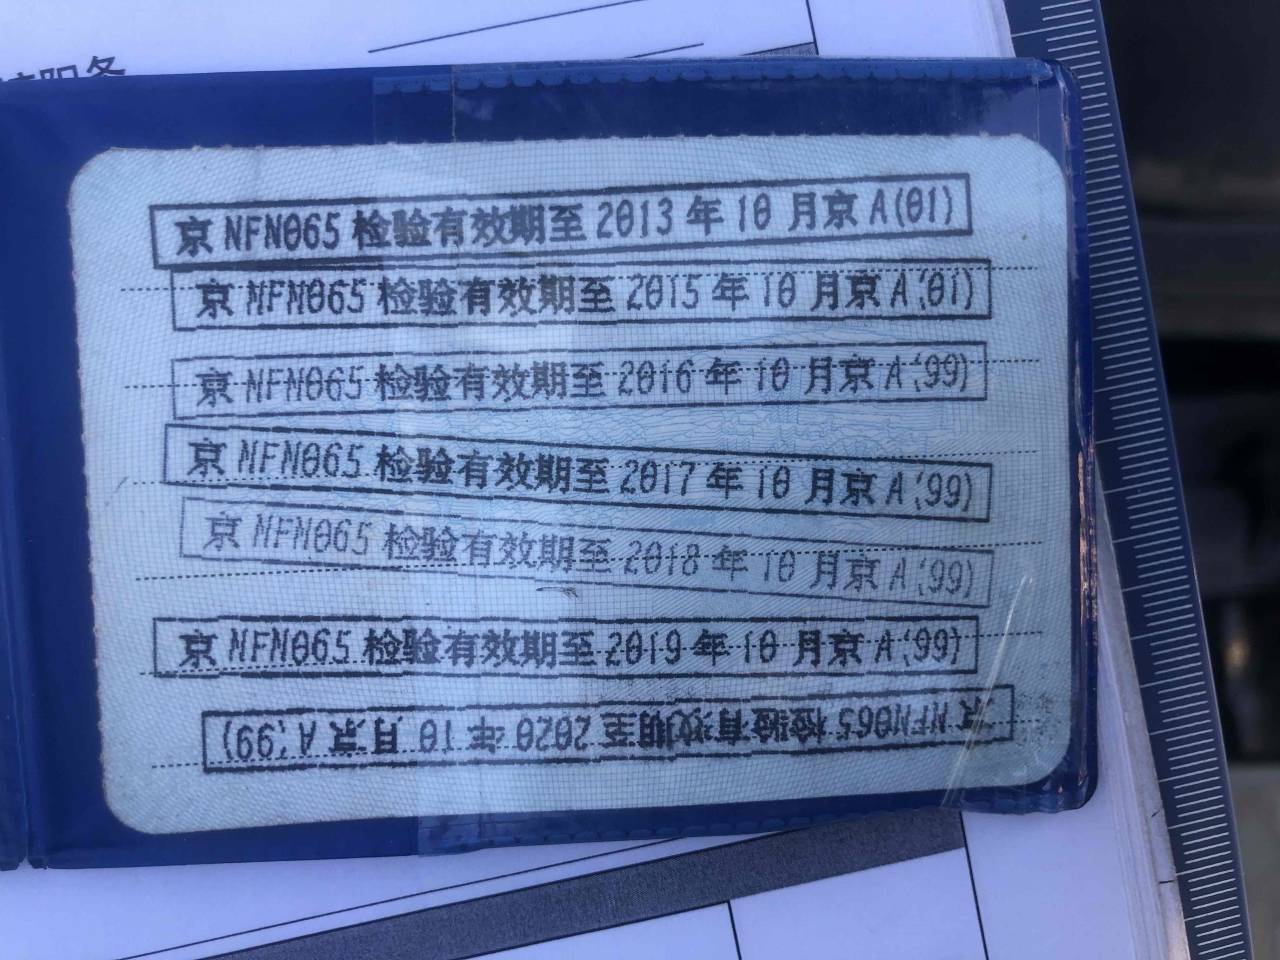 京NFN065检验有效期至2013年10月京A(01)
京NFN065检验有效期至2015年10月京A(01)
京NFN065检验有效期至2016年10月京A(99)
京NFN065检验有效期至2017年10月京A(99)
京NFN065检验有效期至2018年10月京A(99)
京NFN065检验有效期至2019年10月京A(99)
京NFN065检验有效期至2020年10月京A(99)